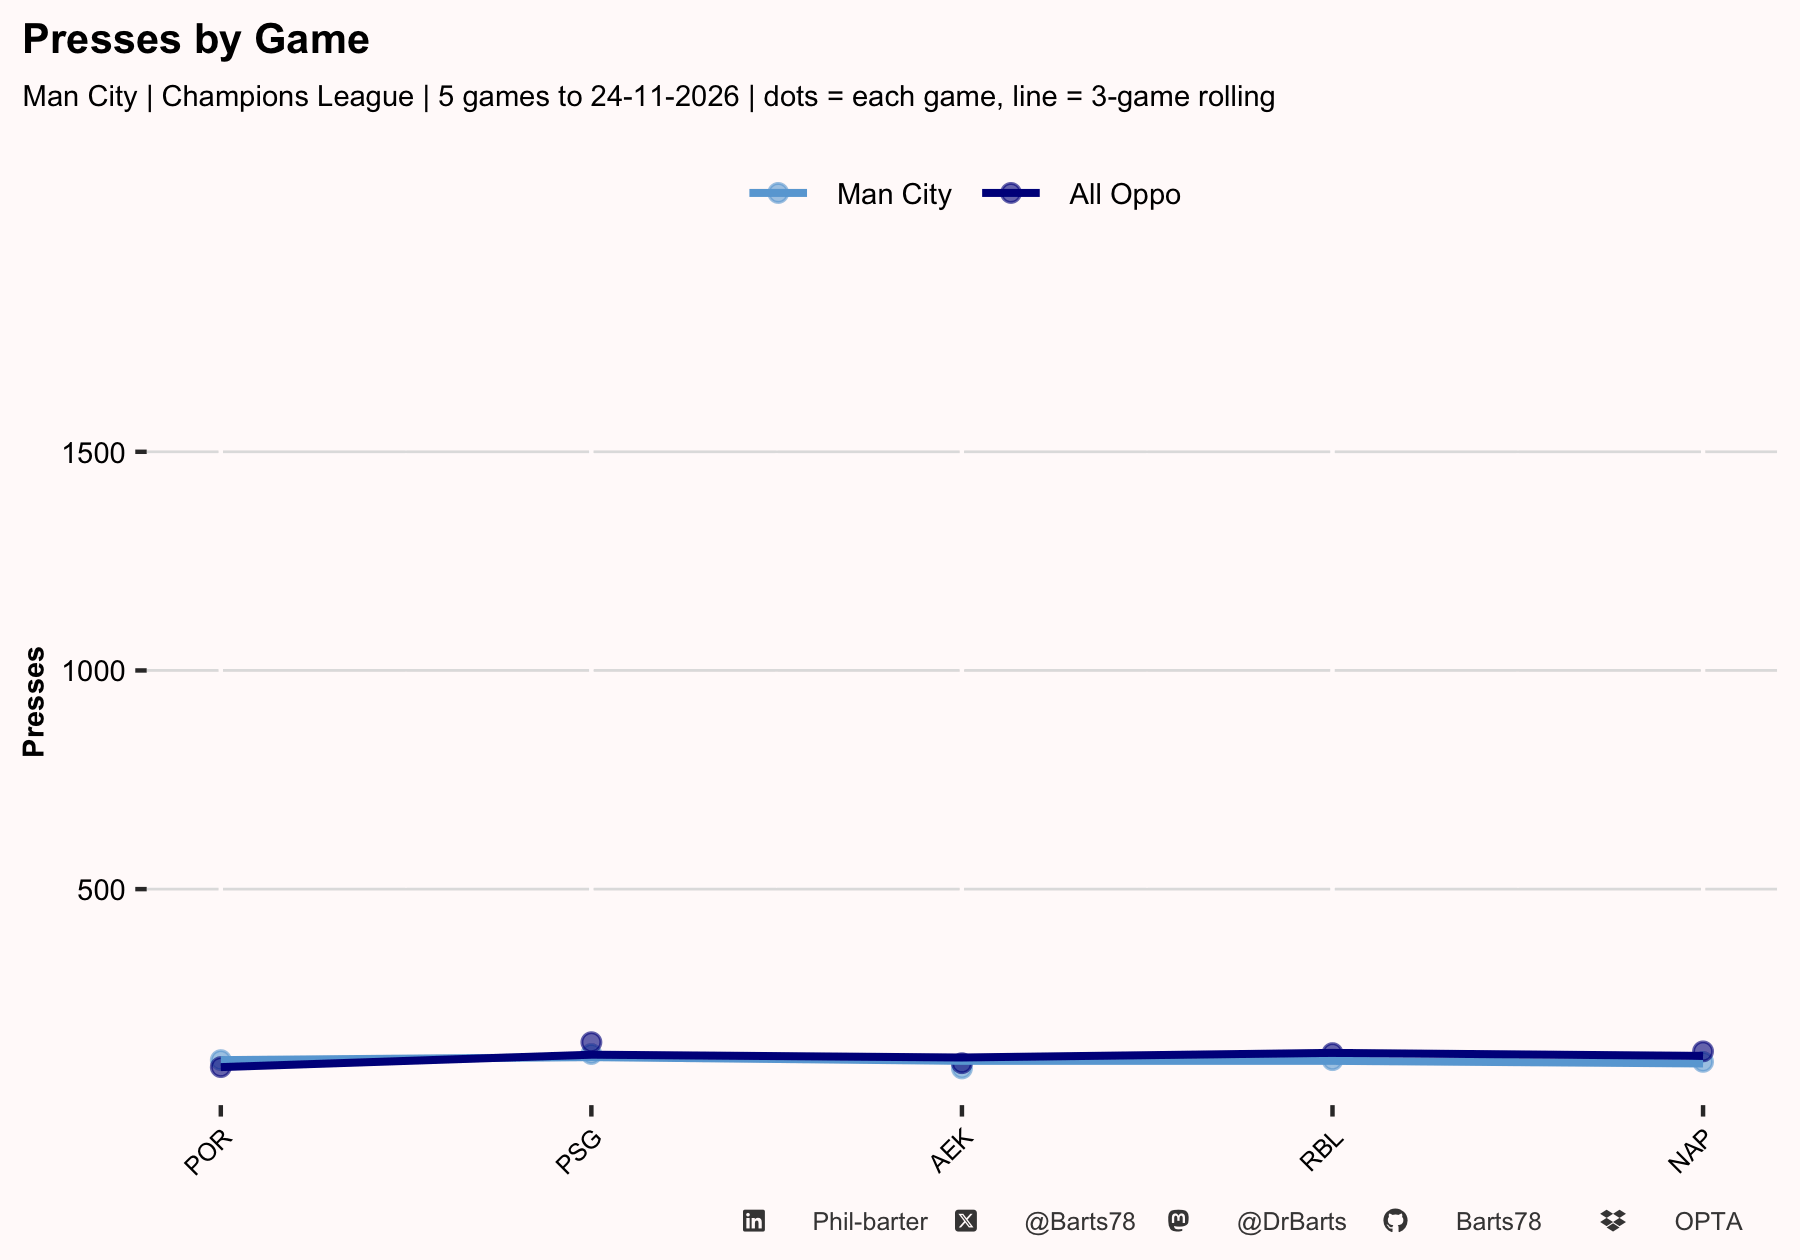 Presses by Game
Man City | Champions League | 5 games to 24-11-2026 | dots = each game, line = 3-game rolling
Man City All Oppo
1500
1000
500
Presses
POR PSG AEK RBL NAP
Phil-barter @Barts78 @DrBarts Barts78 OPTA